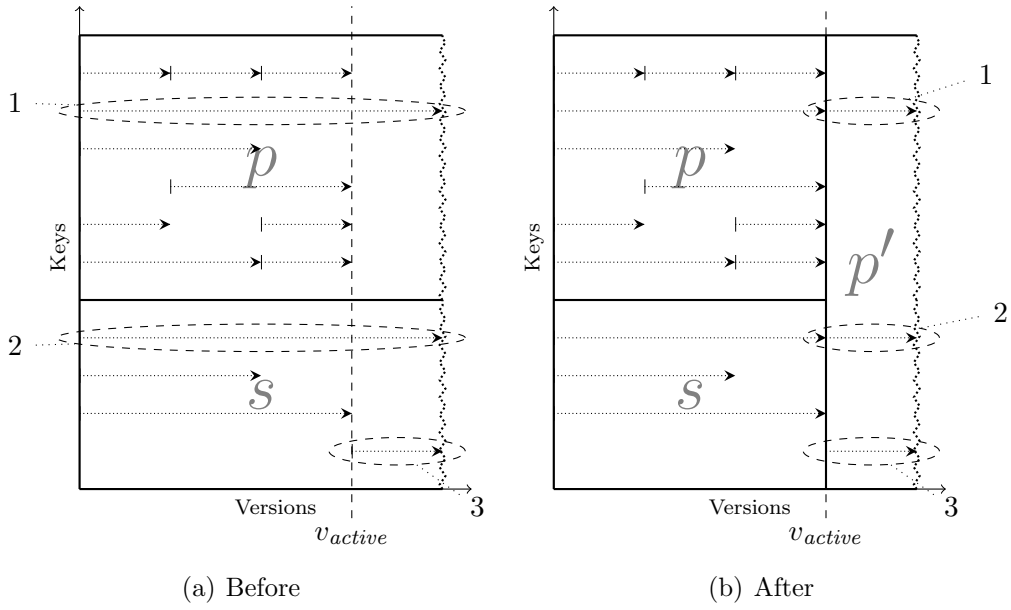 1
p
Keys
2
s
3
Versions
v_active
(a) Before
1
p
Keys
p′
2
s
3
Versions
v_active
(b) After